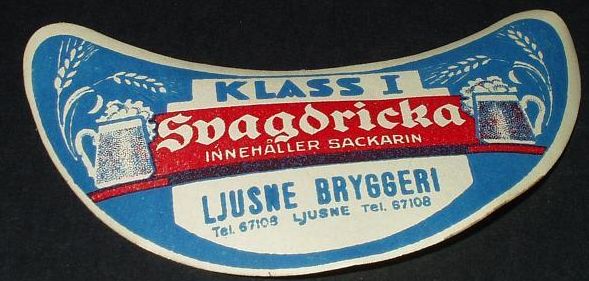 KLASS I
Svagdricka
INNEHÅLLER SACKARIN
LJUSNE BRYGGERI
Tel. 67108 LJUSNE Tel. 67108